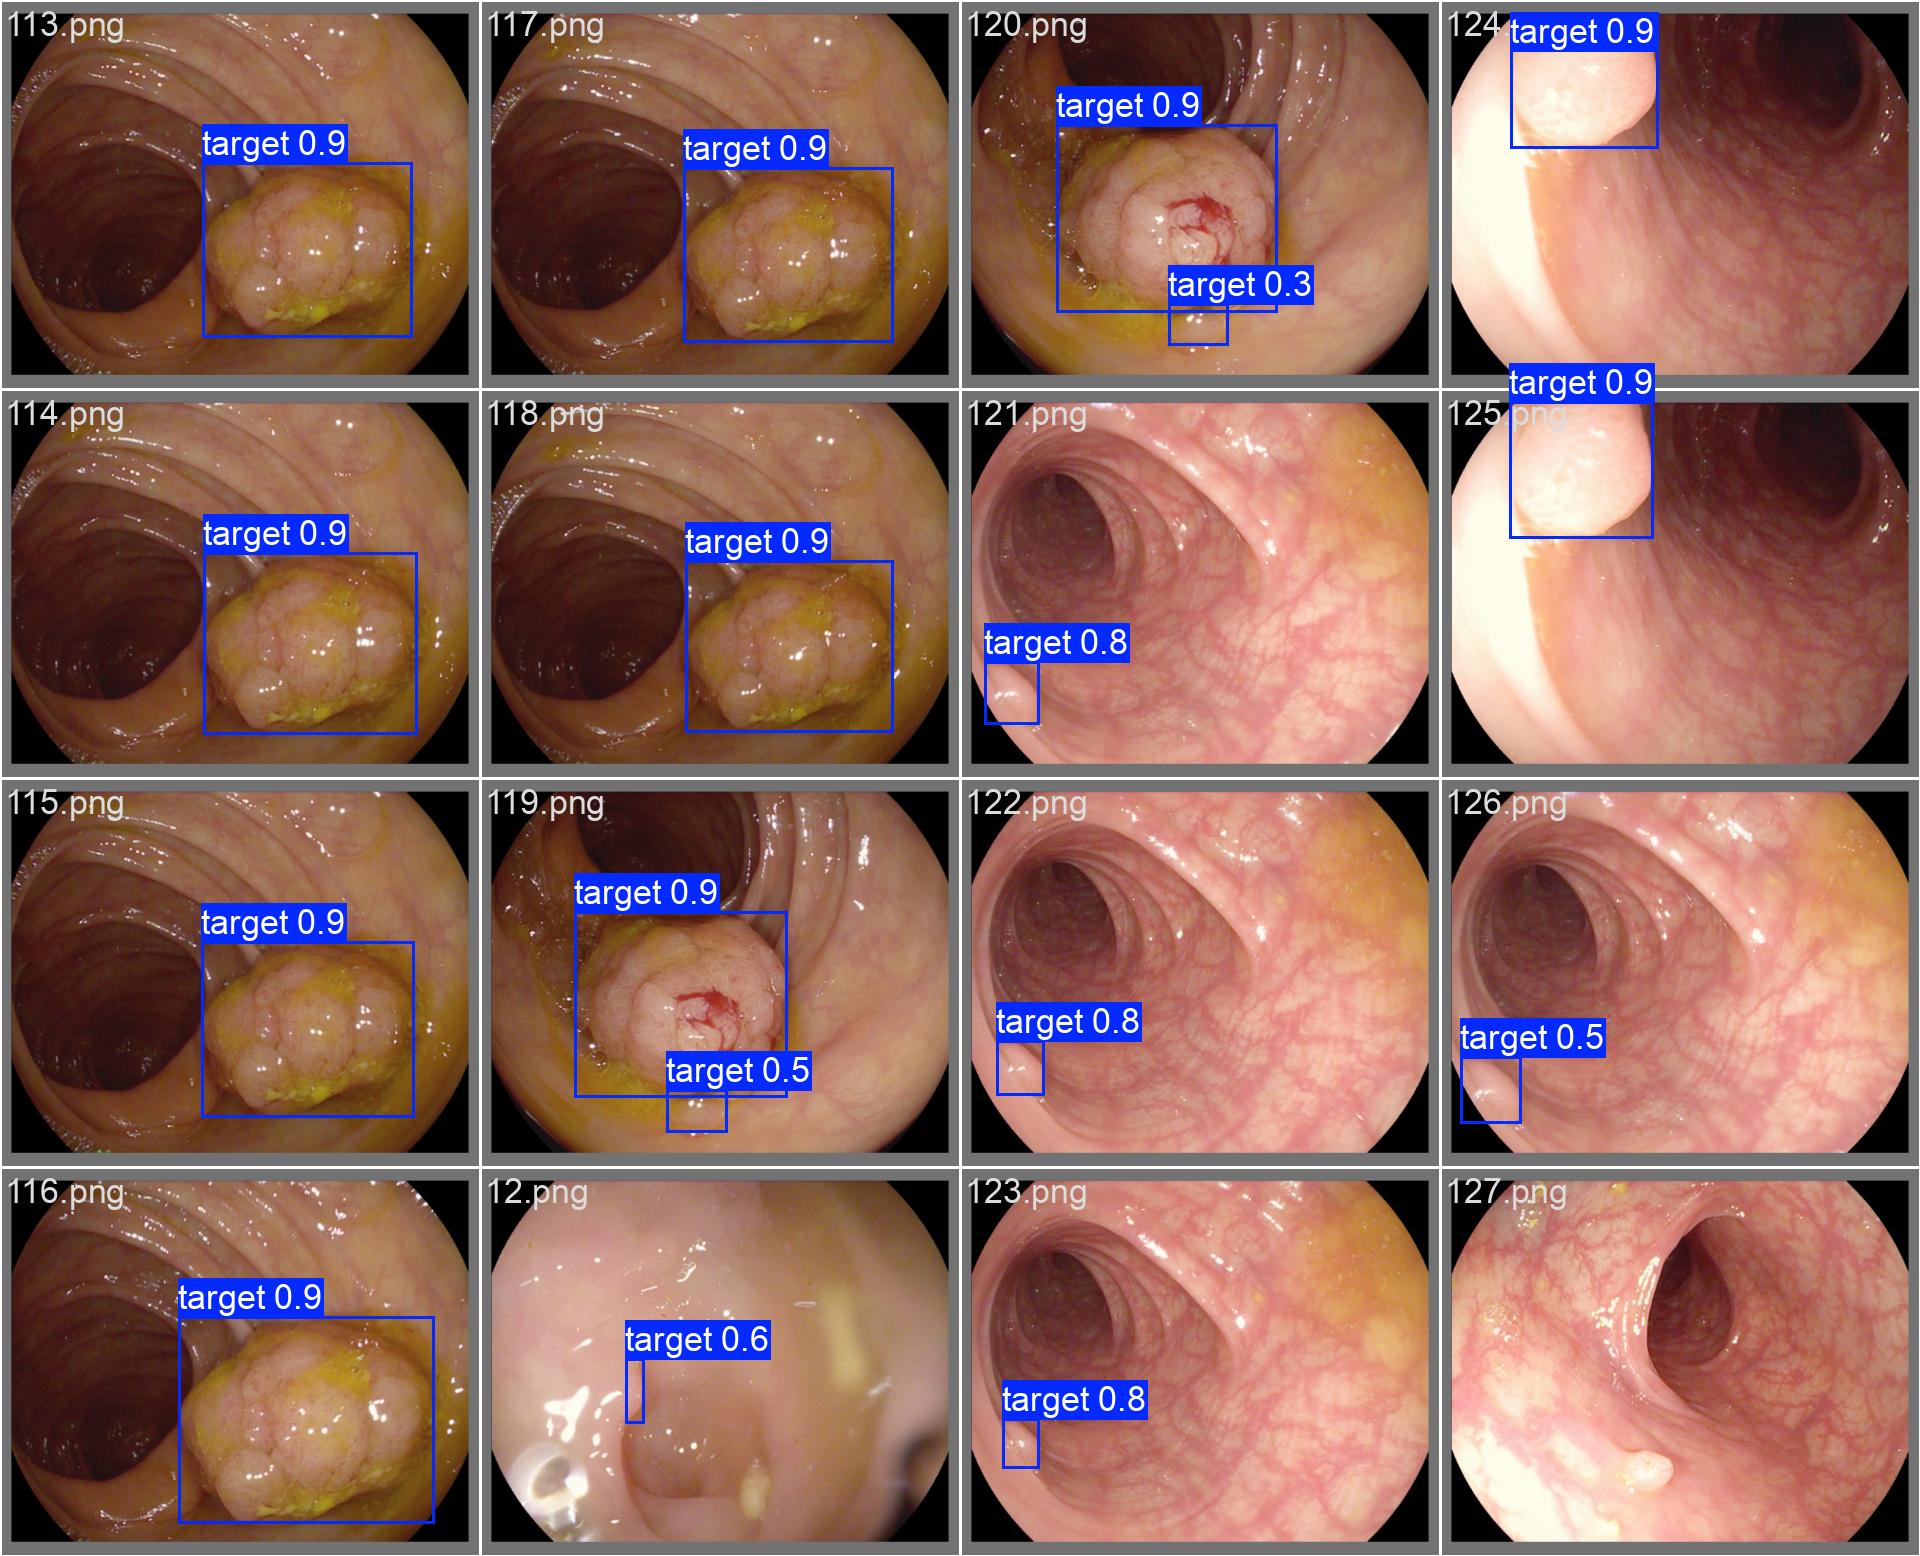 113.png
target 0.9
117.png
target 0.9
120.png
target 0.9
target 0.3
124
target 0.9
114.png
target 0.9
118.png
target 0.9
121.png
target 0.8
125.png
target 0.9
115.png
target 0.9
119.png
target 0.9
target 0.5
122.png
target 0.8
126.png
target 0.5
116.png
target 0.9
12.png
target 0.6
123.png
target 0.8
127.png